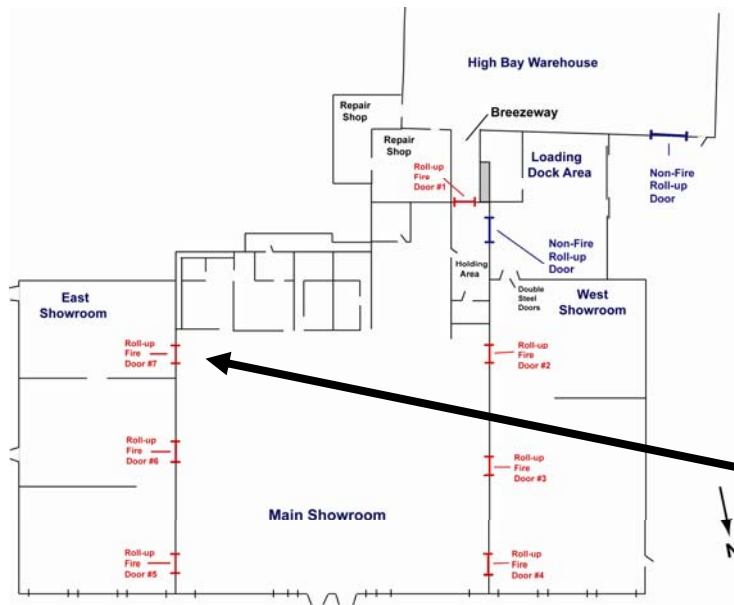 High Bay Warehouse
Repair
Shop
Breezeway
Repair
Shop
Roll-up
Fire
Door #1
Loading
Dock Area
Non-Fire
Roll-up
Door
Non-Fire
Roll-up
Door
Holding
Area
Double
Steel
Doors
East
Showroom
West
Showroom
Roll-up
Fire
Door #7
Roll-up
Fire
Door #2
Roll-up
Fire
Door #6
Roll-up
Fire
Door #3
Main Showroom
Roll-up
Fire
Door #5
Roll-up
Fire
Door #4
N